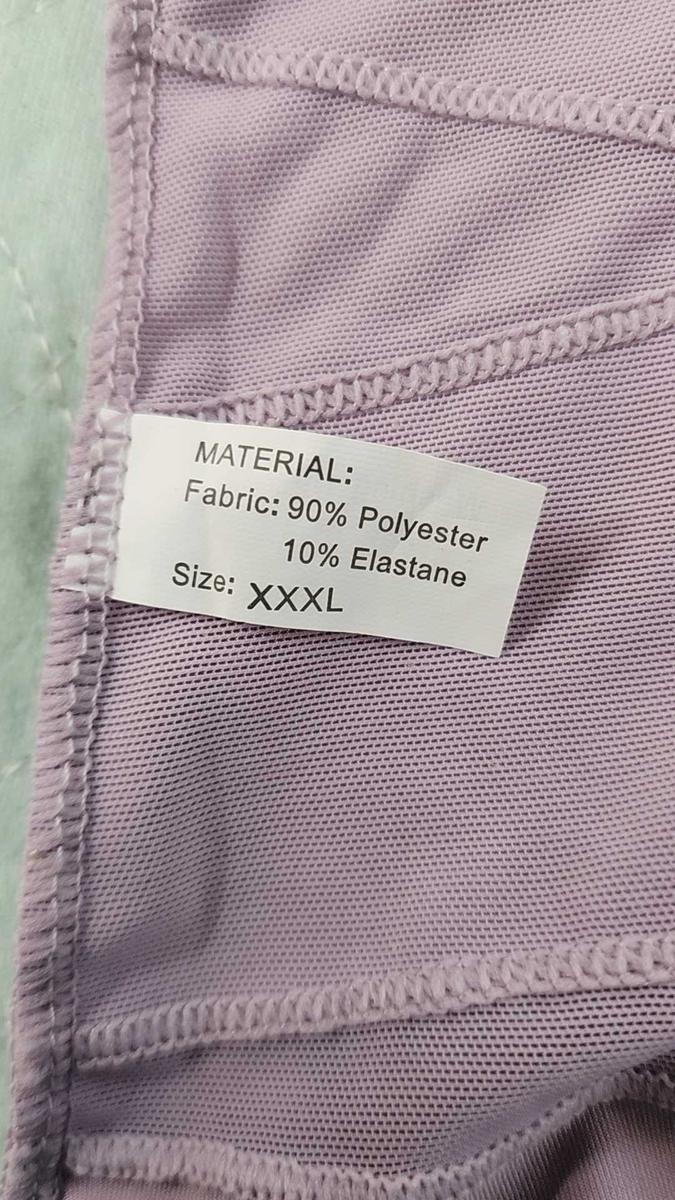 MATERIAL:
Fabric: 90% Polyester
10% Elastane
Size: XXXL